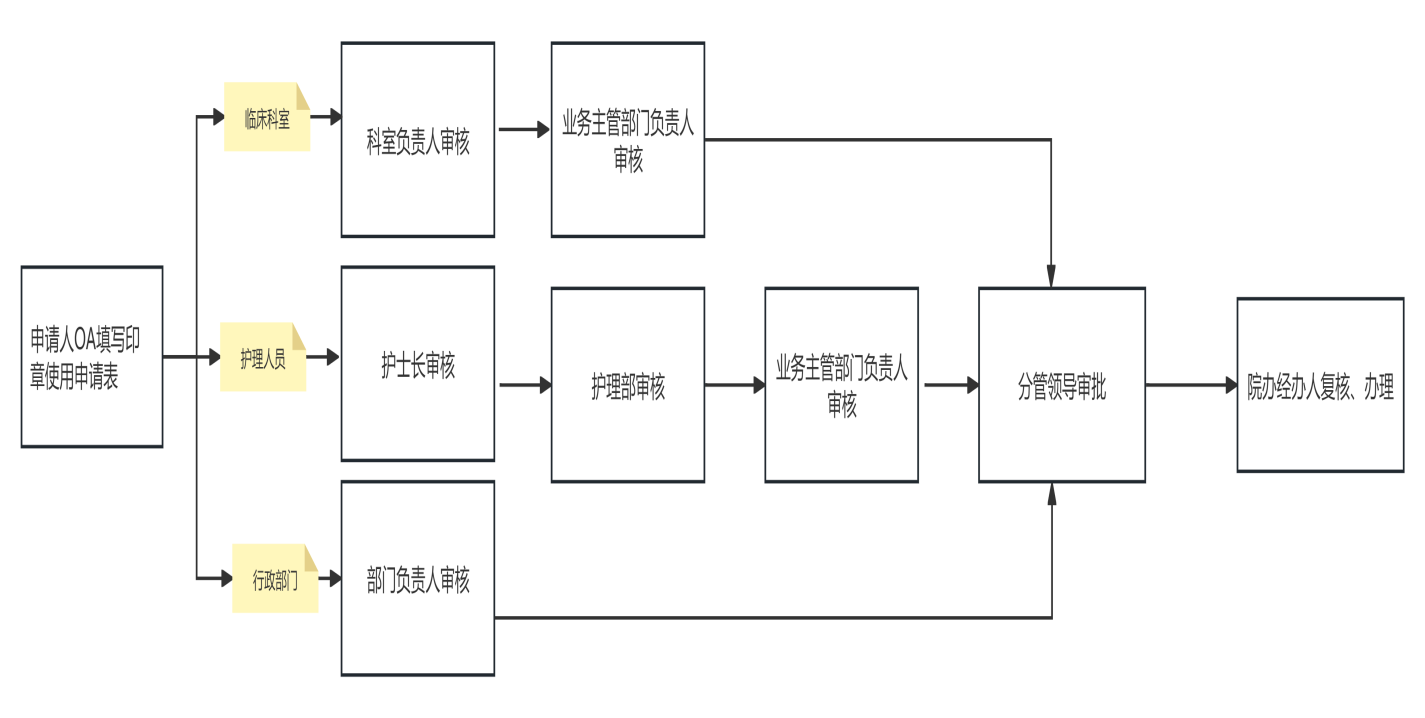 临床科室
科室负责人审核
业务主管部门负责人
审核
申请人OA填写印
章使用申请表
护理人员
护士长审核
护理部审核
业务主管部门负责人
审核
分管领导审批
院办经办人复核、办理
行政部门
部门负责人审核